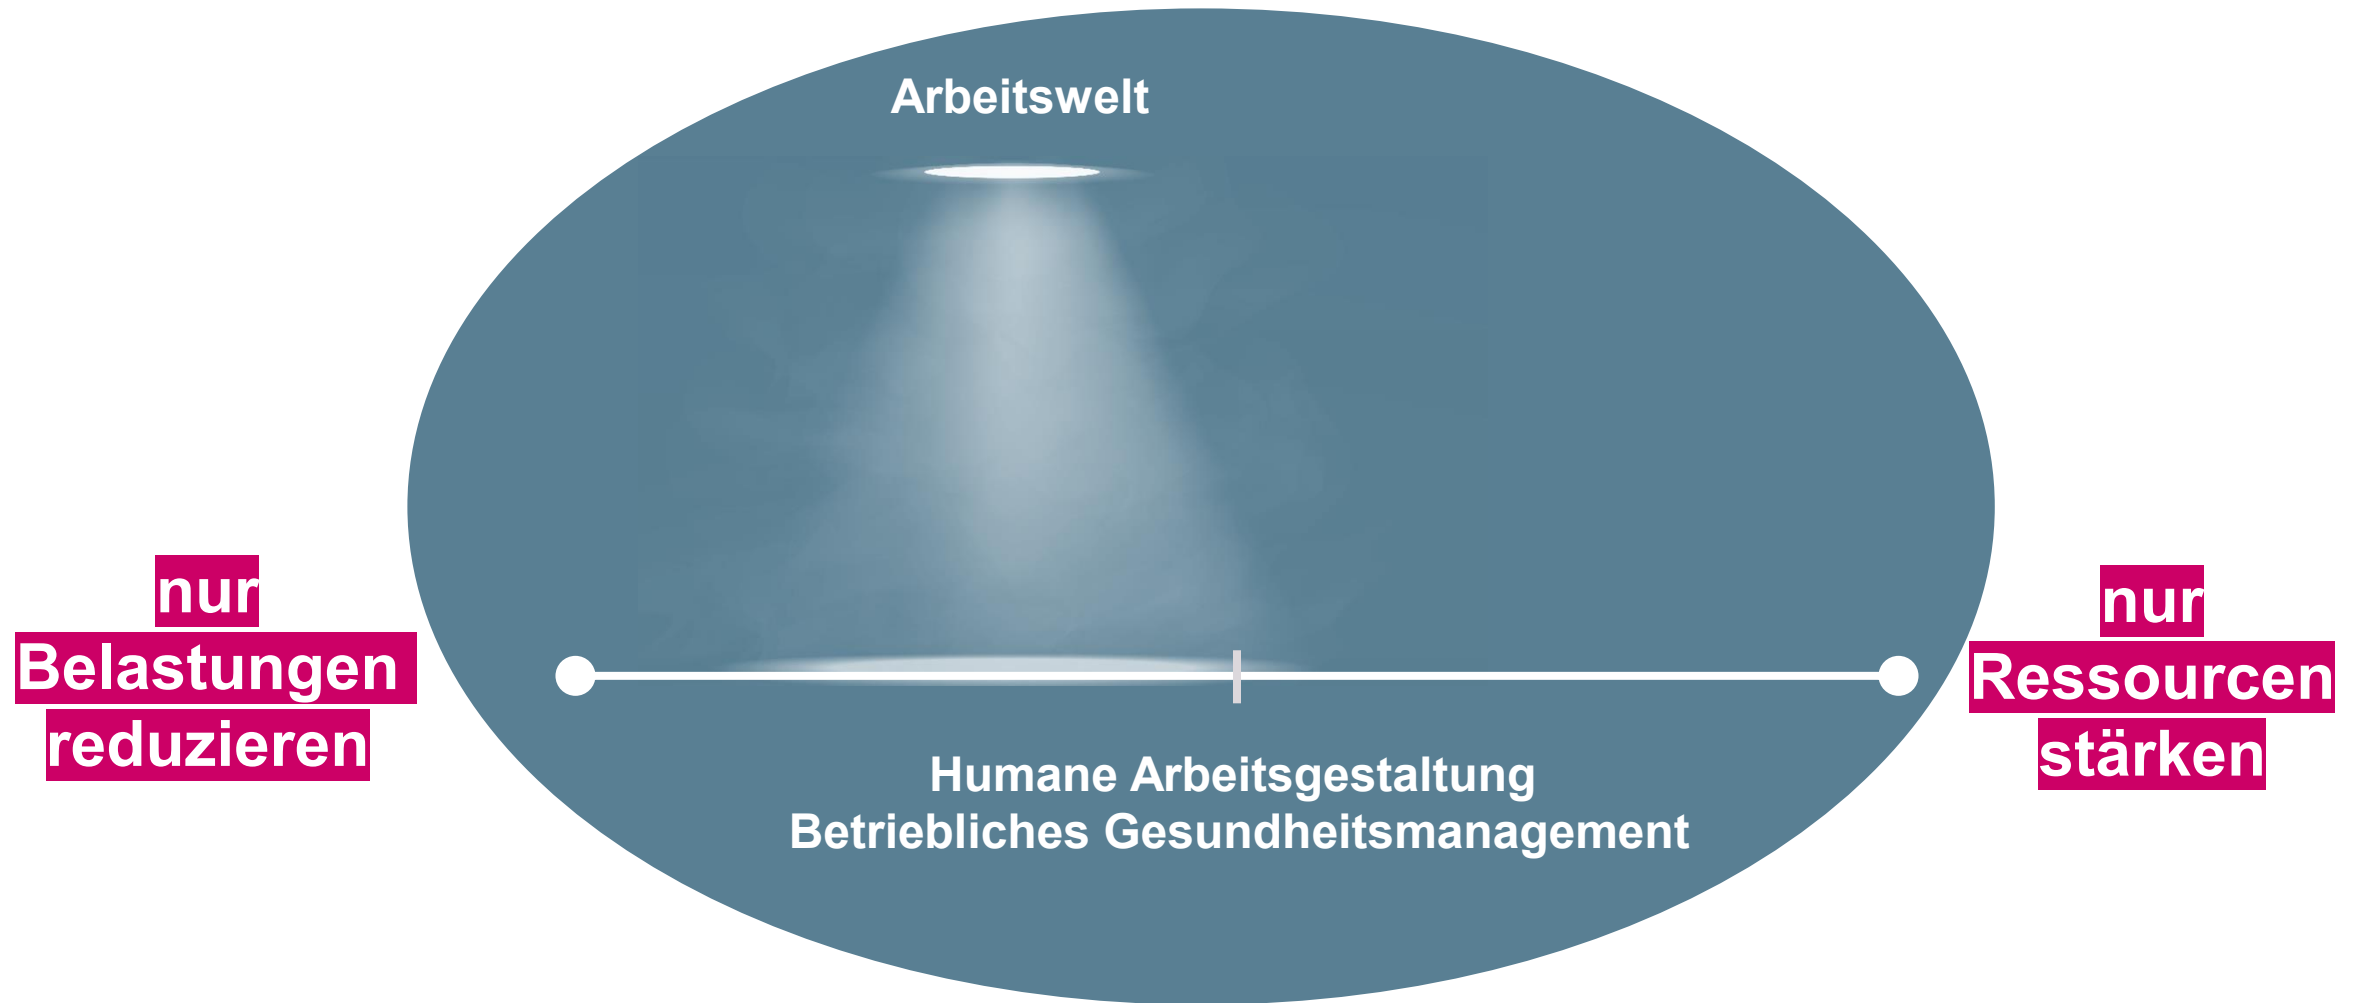 Arbeitswelt
nur
Belastungen
reduzieren
nur
Ressourcen
stärken
Humane Arbeitsgestaltung
Betriebliches Gesundheitsmanagement